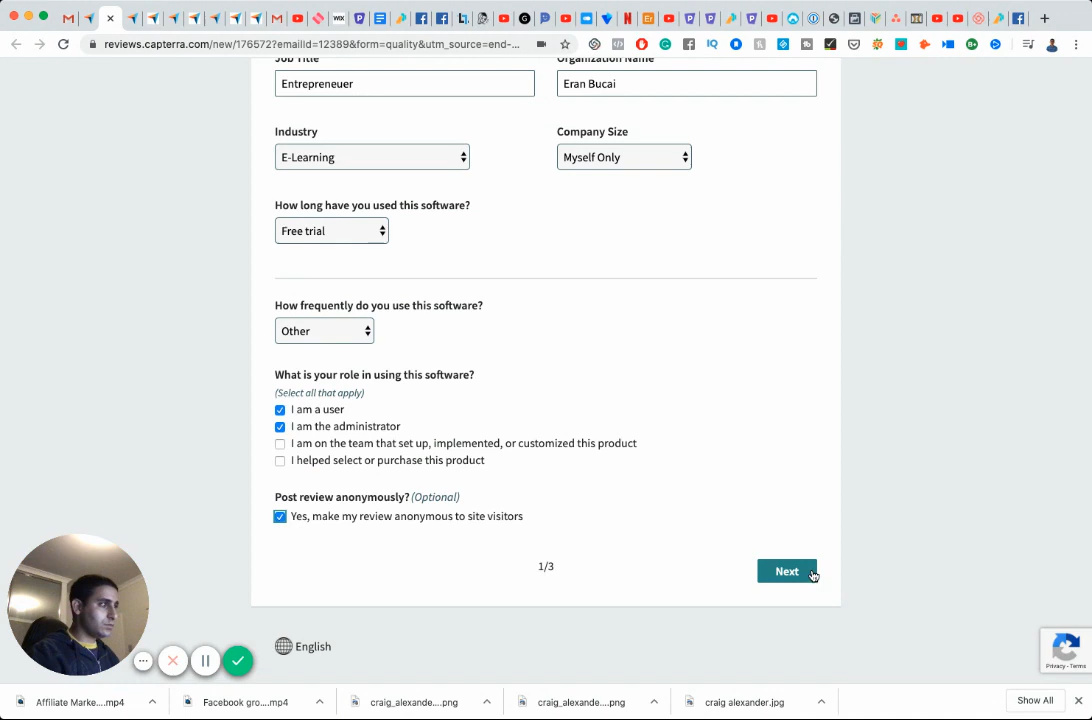 reviews.capterra.com/new/176572?emailId=12389&form=quality&utm_source=end-...
Job Title
Organization Name
Entrepreneuer
Eran Bucai
Industry
Company Size
E-Learning
Myself Only
How long have you used this software?
Free trial
How frequently do you use this software?
Other
What is your role in using this software?
(Select all that apply)
I am a user
I am the administrator
I am on the team that set up, implemented, or customized this product
I helped select or purchase this product
Post review anonymously? (Optional)
Yes, make my review anonymous to site visitors
1/3
Next
English
Privacy - Terms
Affiliate Marke....mp4
Facebook gro....mp4
craig_alexande....png
craig_alexande....png
craig alexander.jpg
Show All